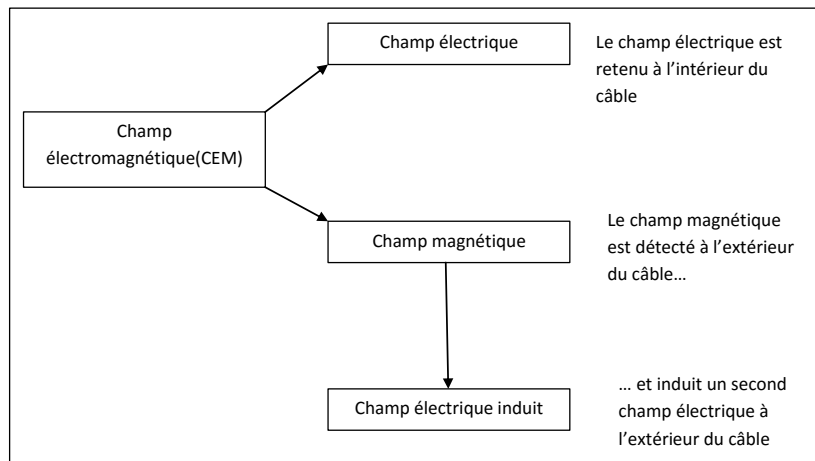 Champ électrique
Le champ électrique est
retenu à l'intérieur du
câble
Champ
électromagnétique(CEM)
Champ magnétique
Le champ magnétique
est détecté à l'extérieur
du câble…
Champ électrique induit
… et induit un second
champ électrique à
l'extérieur du câble